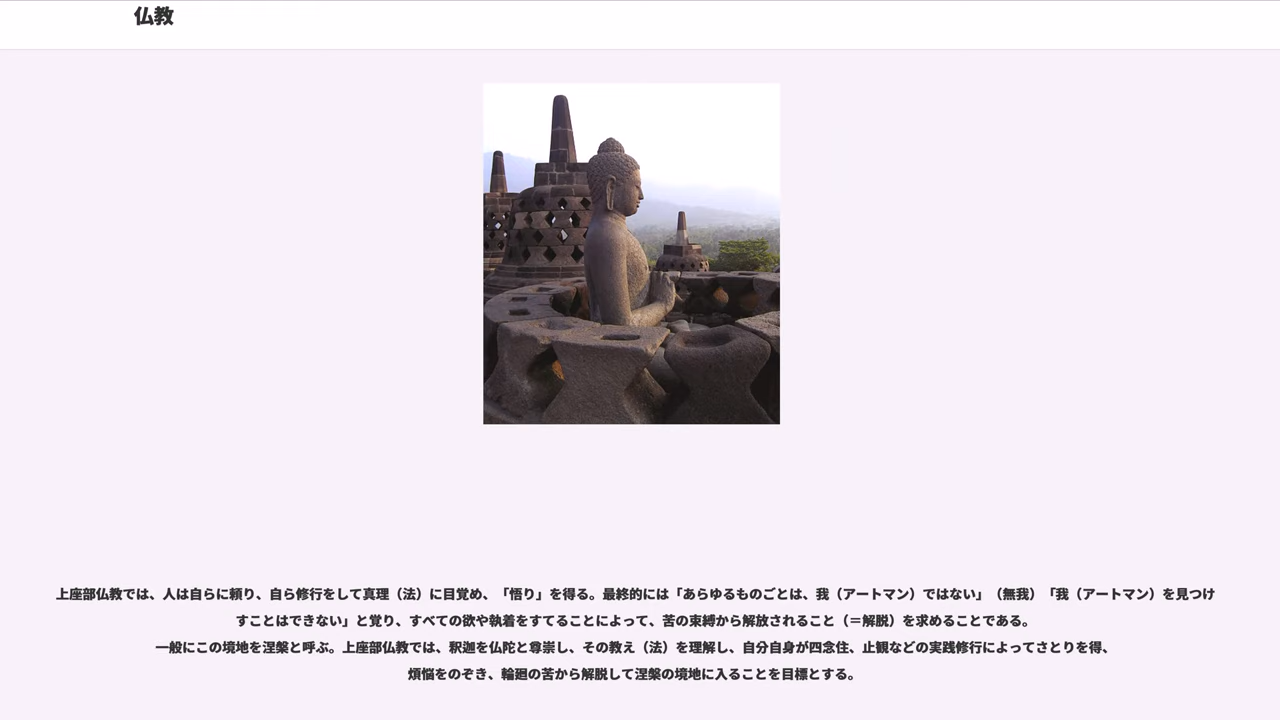 仏教
上座部仏教では、人は自らに頼り、自ら修行をして真理（法）に目覚め、「悟り」を得る。最終的には「あらゆるものごとは、我（アートマン）ではない」（無我）「我（アートマン）を見つけ
すことはできない」と覚り、すべての欲や執着をすてることによって、苦の束縛から解放されること（＝解脱）を求めることである。
一般にこの境地を涅槃と呼ぶ。上座部仏教では、釈迦を仏陀と尊崇し、その教え（法）を理解し、自分自身が四念住、止観などの実践修行によってさとりを得、
煩悩をのぞき、輪廻の苦から解脱して涅槃の境地に入ることを目標とする。